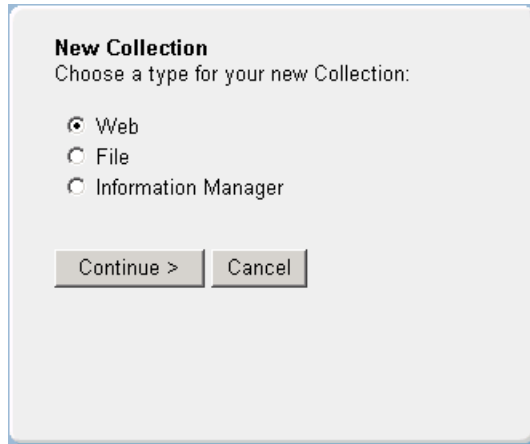 New Collection
Choose a type for your new Collection:
Web
File
Information Manager
Continue > Cancel